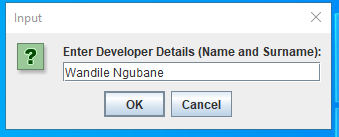 Input
Enter Developer Details (Name and Surname):
?
Wandile Ngubane
OK Cancel